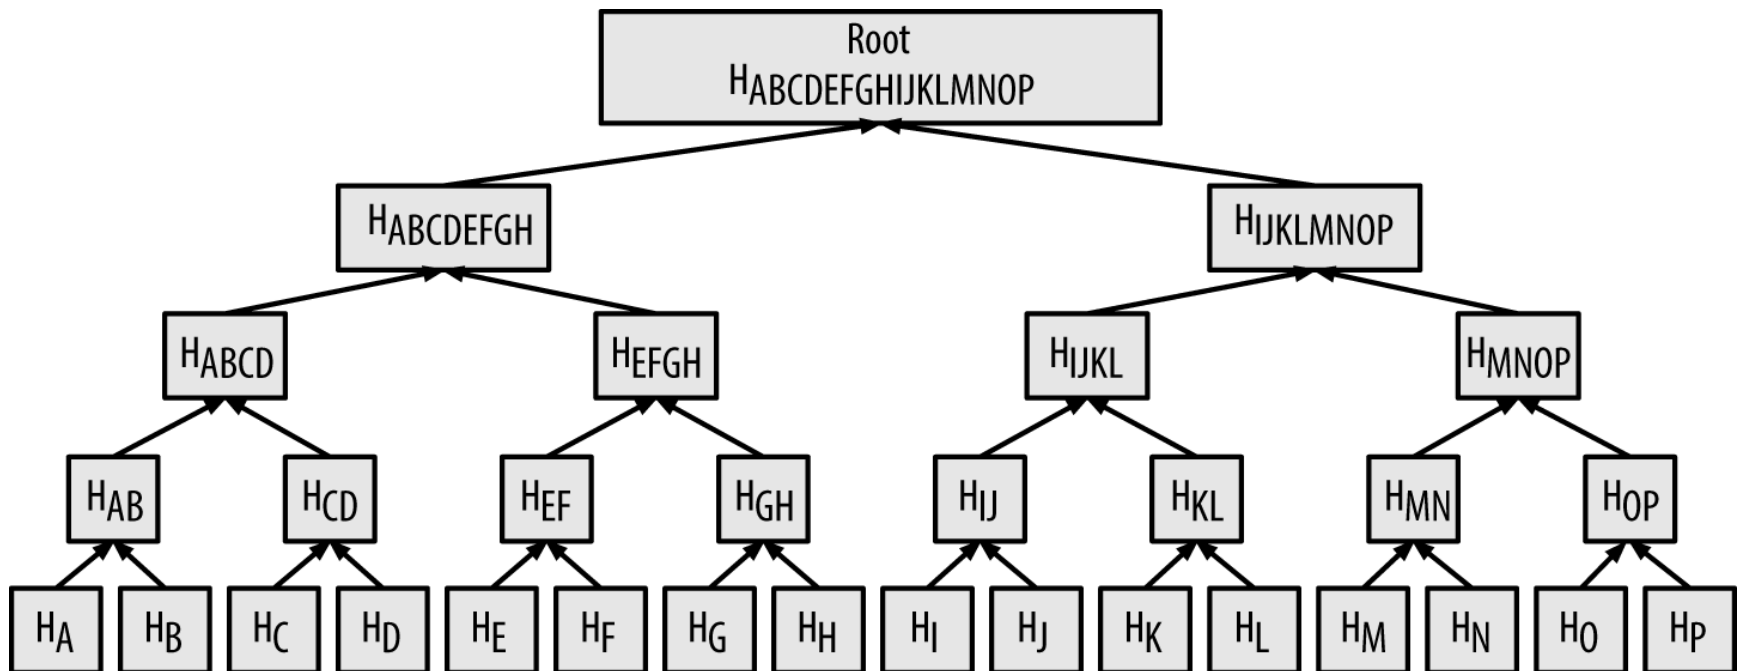 Root
HABCDEFGHIJKLMNOP
HABCDEFGH HIJKLMNOP
HABCD HEFGH HIJKL HMNOP
HAB HCD HEF HGH HIJ HKL HMN HOP
HA HB HC HD HE HF HG HH HI HJ HK HL HM HN HO HP